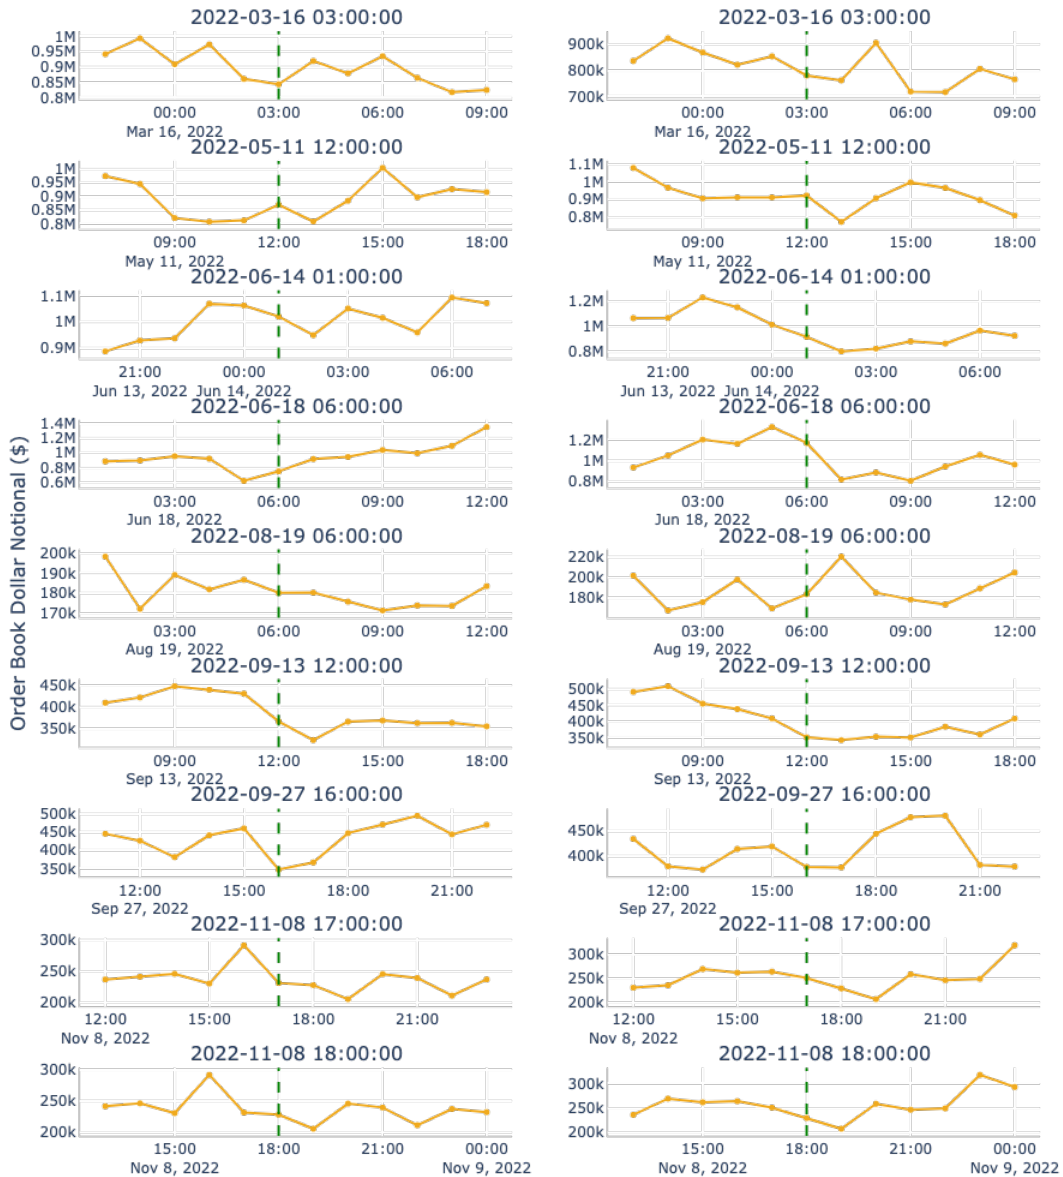 Order Book Dollar Notional ($)
2022-03-16 03:00:00
1M
0.95M
0.9M
0.85M
0.8M
00:00 03:00 06:00 09:00
Mar 16, 2022
2022-03-16 03:00:00
900k
800k
700k
00:00 03:00 06:00 09:00
Mar 16, 2022
2022-05-11 12:00:00
1M
0.95M
0.9M
0.85M
0.8M
09:00 12:00 15:00 18:00
May 11, 2022
2022-05-11 12:00:00
1.1M
1M
0.9M
0.8M
09:00 12:00 15:00 18:00
May 11, 2022
2022-06-14 01:00:00
1.1M
1M
0.9M
21:00 00:00 03:00 06:00
Jun 13, 2022 Jun 14, 2022
2022-06-14 01:00:00
1.2M
1M
0.8M
21:00 00:00 03:00 06:00
Jun 13, 2022 Jun 14, 2022
2022-06-18 06:00:00
1.4M
1.2M
1M
0.8M
0.6M
03:00 06:00 09:00 12:00
Jun 18, 2022
2022-06-18 06:00:00
1.2M
1M
0.8M
03:00 06:00 09:00 12:00
Jun 18, 2022
2022-08-19 06:00:00
200k
190k
180k
170k
03:00 06:00 09:00 12:00
Aug 19, 2022
2022-08-19 06:00:00
220k
200k
180k
03:00 06:00 09:00 12:00
Aug 19, 2022
2022-09-13 12:00:00
450k
400k
350k
09:00 12:00 15:00 18:00
Sep 13, 2022
2022-09-13 12:00:00
500k
450k
400k
350k
09:00 12:00 15:00 18:00
Sep 13, 2022
2022-09-27 16:00:00
500k
450k
400k
350k
12:00 15:00 18:00 21:00
Sep 27, 2022
2022-09-27 16:00:00
450k
400k
12:00 15:00 18:00 21:00
Sep 27, 2022
2022-11-08 17:00:00
300k
250k
200k
12:00 15:00 18:00 21:00
Nov 8, 2022
2022-11-08 17:00:00
300k
250k
200k
12:00 15:00 18:00 21:00
Nov 8, 2022
2022-11-08 18:00:00
300k
250k
200k
15:00 18:00 21:00 00:00
Nov 8, 2022 Nov 9, 2022
2022-11-08 18:00:00
300k
250k
200k
15:00 18:00 21:00 00:00
Nov 8, 2022 Nov 9, 2022